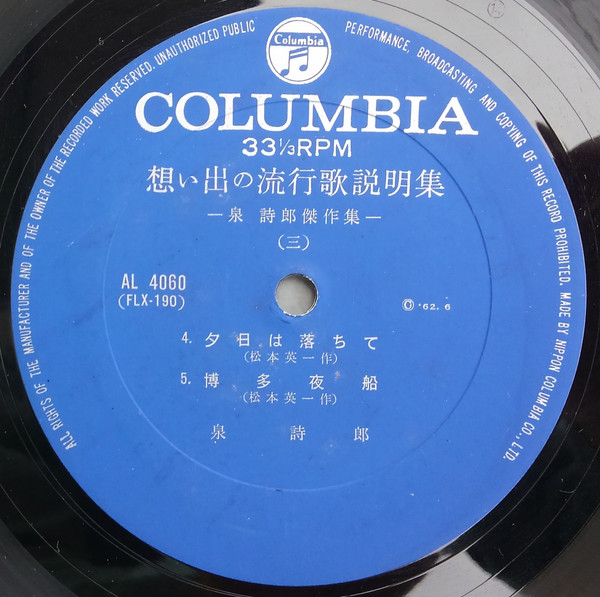 ALL RIGHTS OF THE MANUFACTURER AND OF THE OWNER OF THE RECORDED WORK RESERVED. UNAUTHORIZED PUBLIC PERFORMANCE, BROADCASTING AND COPYING OF THIS RECORD PROHIBITED. MADE BY NIPPON COLUMBIA CO., LTD.
Columbia
COLUMBIA
33⅓RPM
想い出の流行歌説明集
—泉 詩郎傑作集—
(三)
AL 4060
(FLX-190)
Ⓞ '62.6
4. 夕日は落ちて
(松本英一作)
5. 博多夜船
(松本英一作)
泉 詩郎